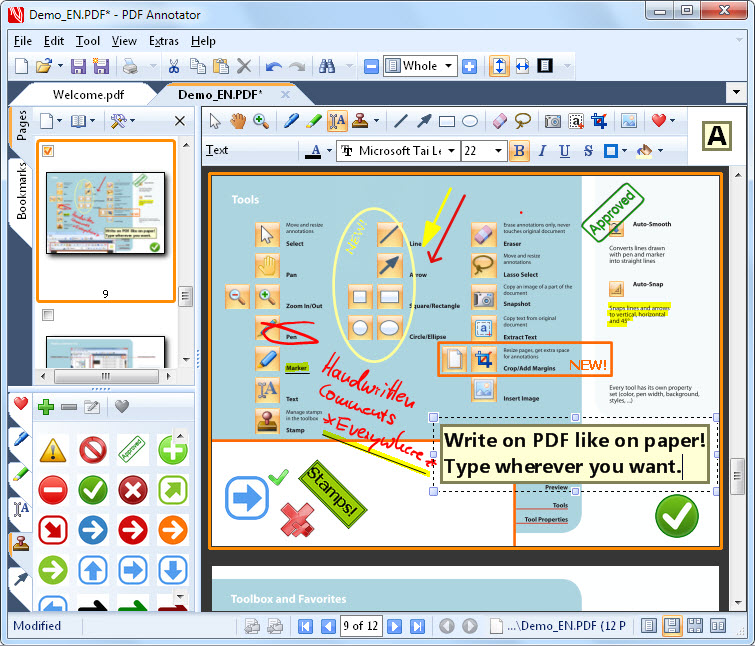 Demo_EN.PDF* - PDF Annotator
File Edit Tool View Extras Help
Whole
Welcome.pdf
Demo_EN.PDF*
Pages
Bookmarks
Text
A
Microsoft Tai Le
22
B I U S
A
9
Tools
Move and resize annotations
Select
Pan
Zoom In/Out
Pen
Marker
Text
Manage stamps in the toolbox
Stamp
NEW!
Line
Arrow
Square/Rectangle
Circle/Ellipse
Erase annotations only, never touches original document
Eraser
Move and resize annotations
Lasso Select
Copy an image of a part of the document
Snapshot
Copy text from original document
Extract Text
Resize pages, get extra space for annotations
Crop/Add Margins
NEW!
Insert Image
Approved
Auto-Smooth
Converts lines drawn with pen and marker into straight lines
Auto-Snap
Snaps lines and arrows to vertical, horizontal and 45°
Every tool has its own property set (color, pen width, background, styles, ...)
Handwritten
Comments
*Everywhere*
Write on PDF like on paper!
Type wherever you want.
Stamps!
Preview
Tools
Tool Properties
Approved
Toolbox and Favorites
Modified
9 of 12
...\Demo_EN.PDF (12 P